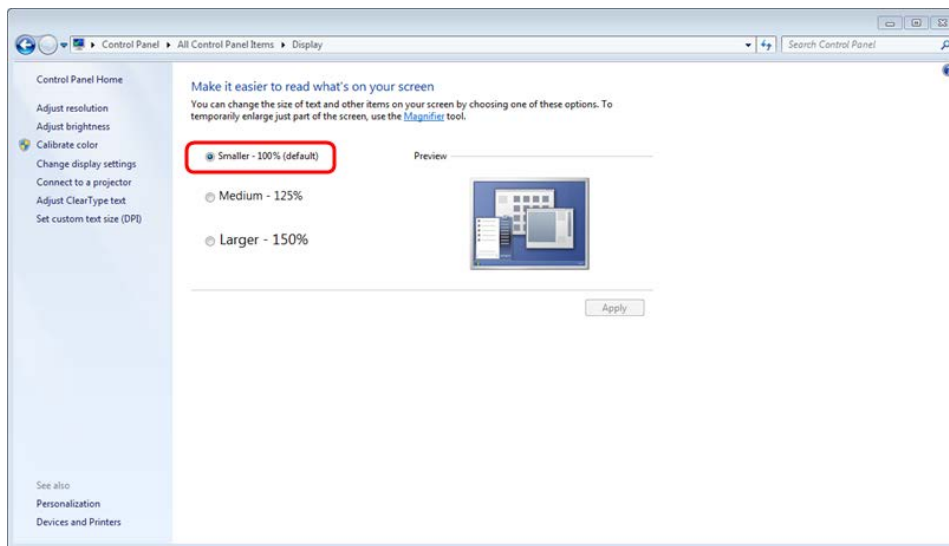 Control Panel ▸ All Control Panel Items ▸ Display
Search Control Panel
Control Panel Home
Adjust resolution
Adjust brightness
Calibrate color
Change display settings
Connect to a projector
Adjust ClearType text
Set custom text size (DPI)
See also
Personalization
Devices and Printers
Make it easier to read what's on your screen
You can change the size of text and other items on your screen by choosing one of these options. To
temporarily enlarge just part of the screen, use the Magnifier tool.
Smaller - 100% (default)
Preview
Medium - 125%
Larger - 150%
Apply